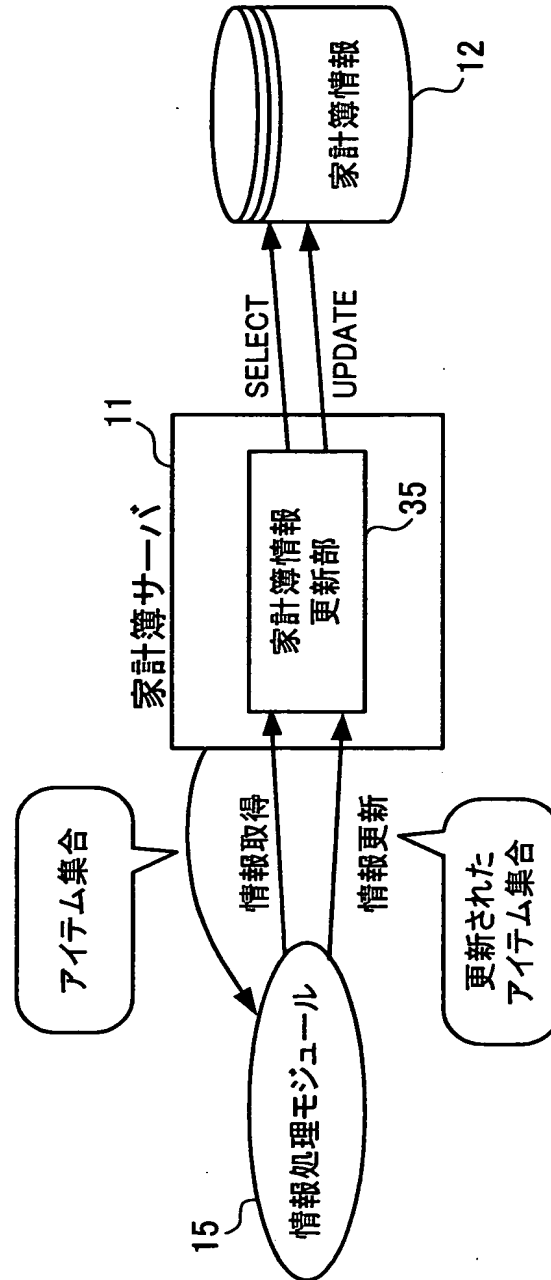 アイテム集合
家計簿サーバ
11
15
情報処理モジュール
情報取得
情報更新
家計簿情報
更新部
35
SELECT
UPDATE
家計簿情報
12
更新された
アイテム集合